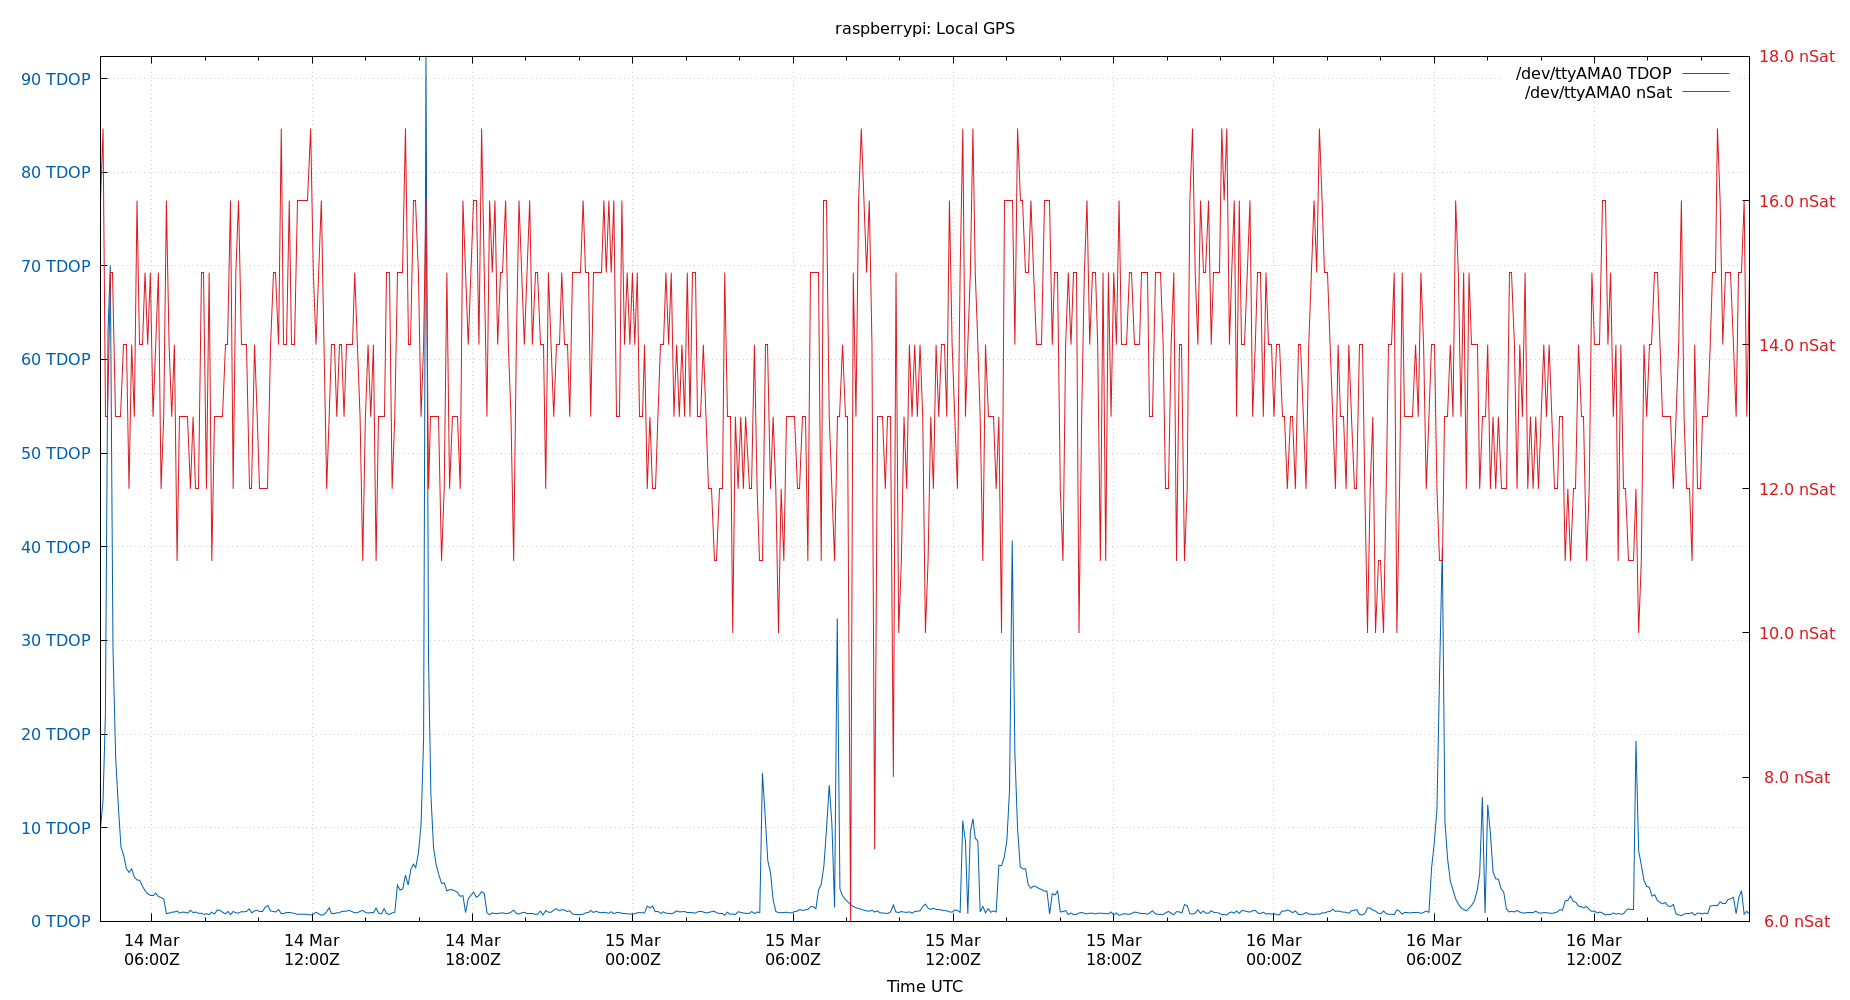 raspberrypi: Local GPS
/dev/ttyAMA0 TDOP
/dev/ttyAMA0 nSat
90 TDOP
80 TDOP
70 TDOP
60 TDOP
50 TDOP
40 TDOP
30 TDOP
20 TDOP
10 TDOP
0 TDOP
18.0 nSat
16.0 nSat
14.0 nSat
12.0 nSat
10.0 nSat
8.0 nSat
6.0 nSat
14 Mar 14 Mar 14 Mar 15 Mar 15 Mar 15 Mar 15 Mar 16 Mar 16 Mar 16 Mar
06:00Z 12:00Z 18:00Z 00:00Z 06:00Z 12:00Z 18:00Z 00:00Z 06:00Z 12:00Z
Time UTC